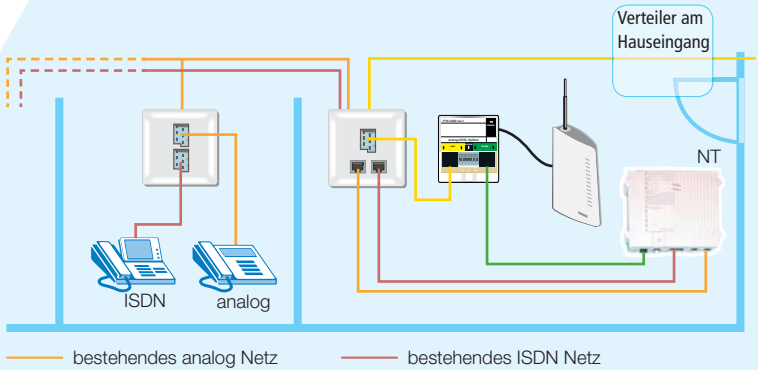 Verteiler am
Hauseingang
NT
ISDN
analog
bestehendes analog Netz
bestehendes ISDN Netz